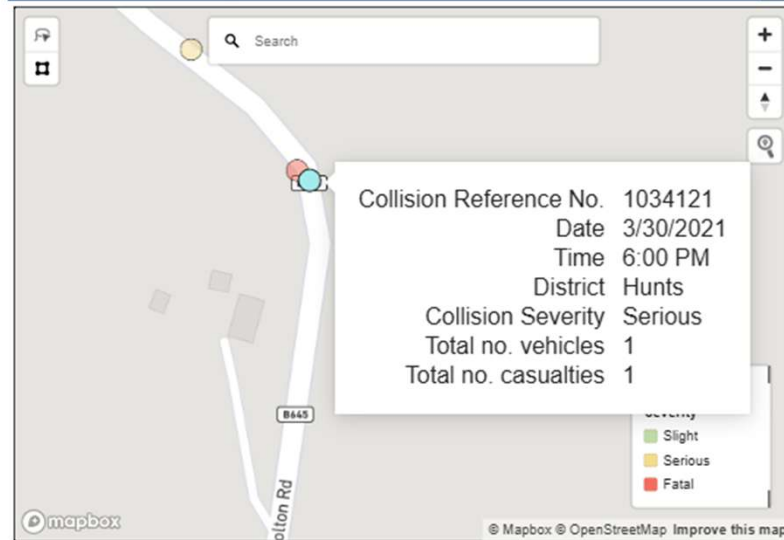 Search
Collision Reference No. 1034121
Date 3/30/2021
Time 6:00 PM
District Hunts
Collision Severity Serious
Total no. vehicles 1
Total no. casualties 1
B645
Slight
Serious
Fatal
mapbox
© Mapbox © OpenStreetMap Improve this map